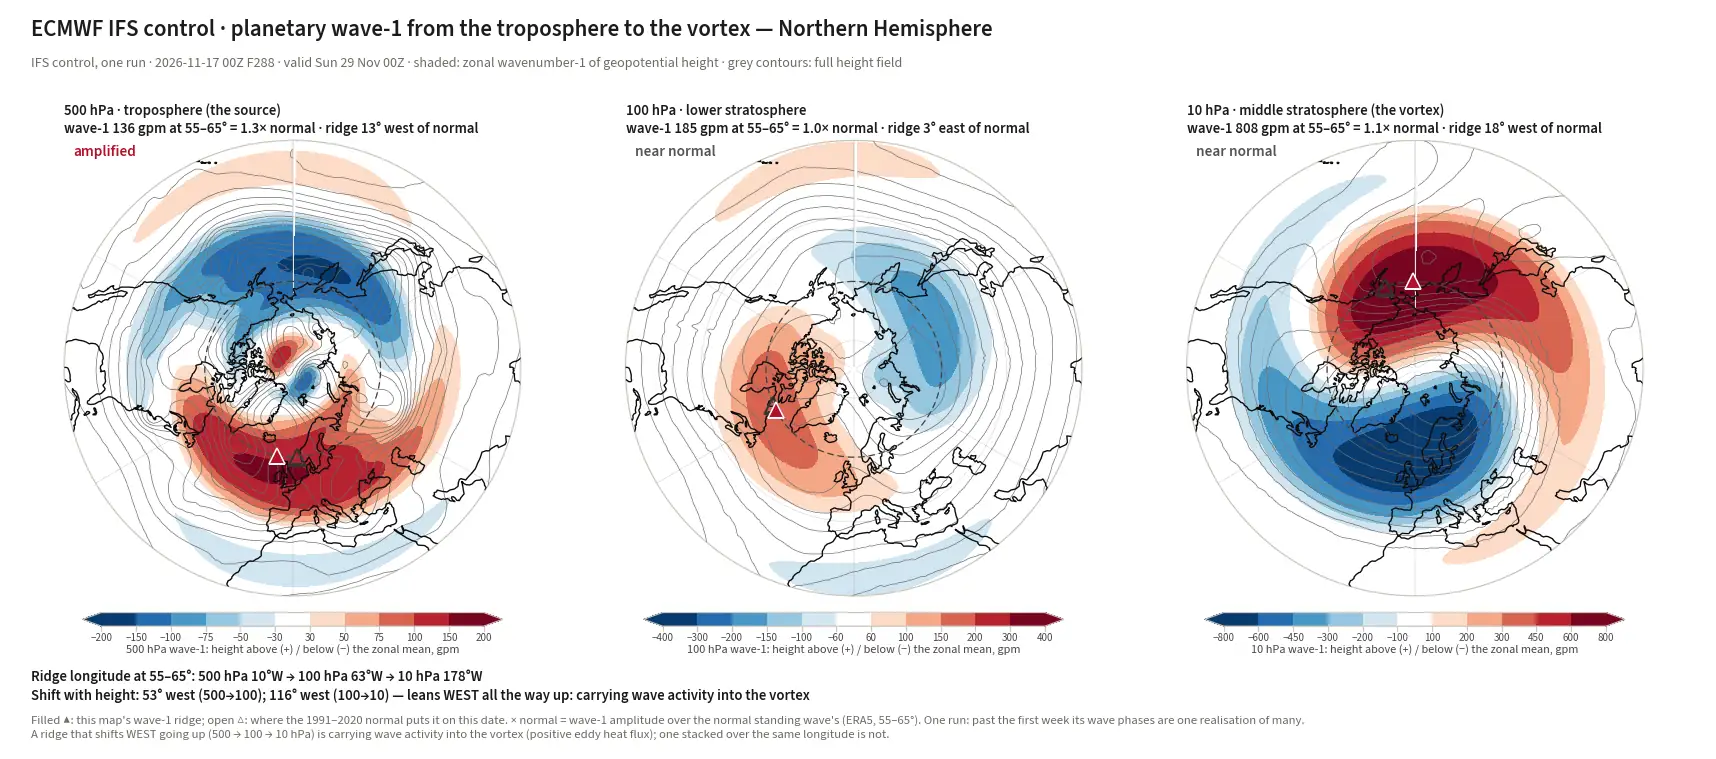 ECMWF IFS control · planetary wave-1 from the troposphere to the vortex — Northern Hemisphere
IFS control, one run · 2026-11-17 00Z F288 · valid Sun 29 Nov 00Z · shaded: zonal wavenumber-1 of geopotential height · grey contours: full height field
500 hPa · troposphere (the source)
wave-1 136 gpm at 55–65° = 1.3× normal · ridge 13° west of normal
amplified
100 hPa · lower stratosphere
wave-1 185 gpm at 55–65° = 1.0× normal · ridge 3° east of normal
near normal
10 hPa · middle stratosphere (the vortex)
wave-1 808 gpm at 55–65° = 1.1× normal · ridge 18° west of normal
near normal
−200 −150 −100 −75 −50 −30 30 50 75 100 150 200
500 hPa wave-1: height above (+) / below (−) the zonal mean, gpm
−400 −300 −200 −150 −100 −60 60 100 150 200 300 400
100 hPa wave-1: height above (+) / below (−) the zonal mean, gpm
−800 −600 −450 −300 −200 −100 100 200 300 450 600 800
10 hPa wave-1: height above (+) / below (−) the zonal mean, gpm
Ridge longitude at 55–65°: 500 hPa 10°W → 100 hPa 63°W → 10 hPa 178°W
Shift with height: 53° west (500→100); 116° west (100→10) — leans WEST all the way up: carrying wave activity into the vortex
Filled ▲: this map's wave-1 ridge; open △: where the 1991–2020 normal puts it on this date. × normal = wave-1 amplitude over the normal standing wave's (ERA5, 55–65°). One run: past the first week its wave phases are one realisation of many.
A ridge that shifts WEST going up (500 → 100 → 10 hPa) is carrying wave activity into the vortex (positive eddy heat flux); one stacked over the same longitude is not.